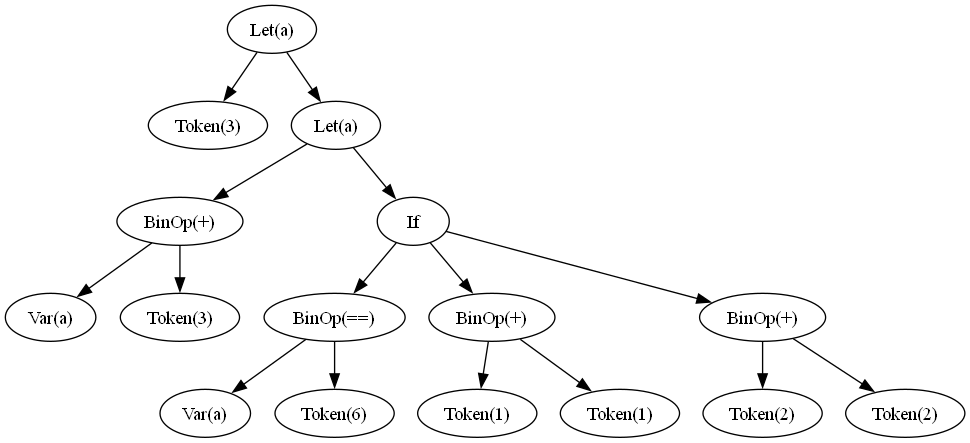 Let(a)
Token(3)
Let(a)
BinOp(+)
If
Var(a)
Token(3)
BinOp(==)
BinOp(+)
BinOp(+)
Var(a)
Token(6)
Token(1)
Token(1)
Token(2)
Token(2)